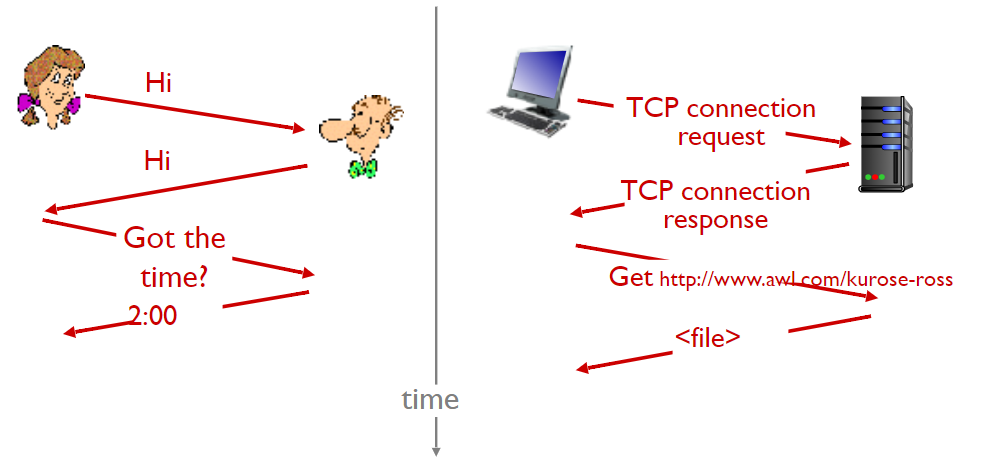 Hi
Hi
Got the
time?
2:00
TCP connection
request
TCP connection
response
Get http://www.awl.com/kurose-ross
<file>
time